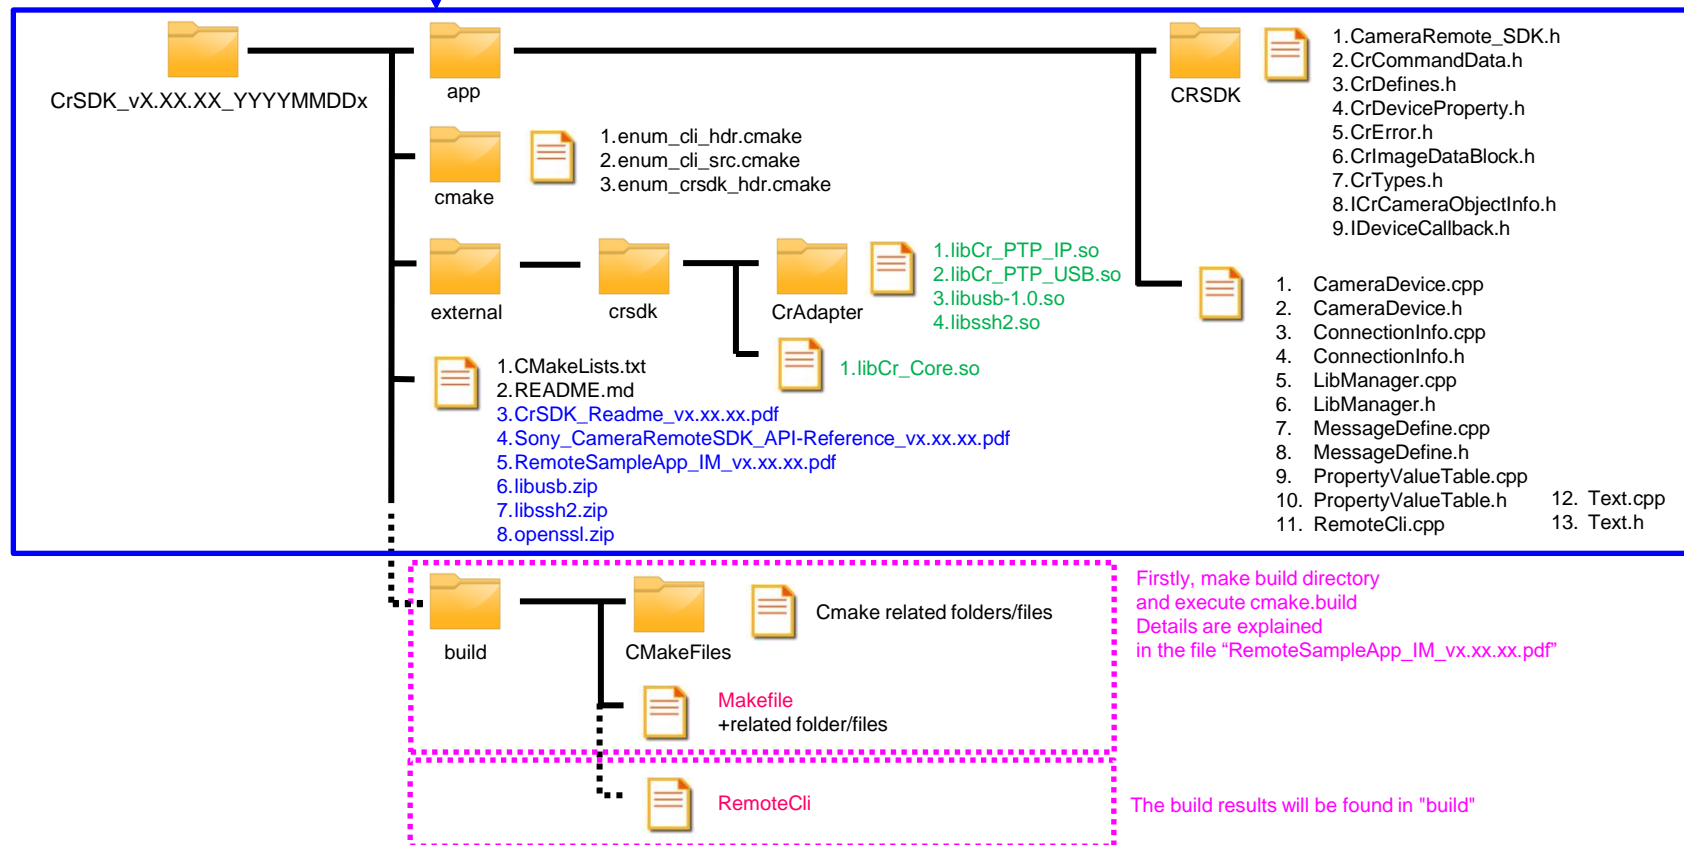 CrSDK_vX.XX.XX_YYYYMMDDx
app
CRSDK
1.CameraRemote_SDK.h
2.CrCommandData.h
3.CrDefines.h
4.CrDeviceProperty.h
5.CrError.h
6.CrImageDataBlock.h
7.CrTypes.h
8.ICrCameraObjectInfo.h
9.IDeviceCallback.h
cmake
1.enum_cli_hdr.cmake
2.enum_cli_src.cmake
3.enum_crsdk_hdr.cmake
external
crsdk
CrAdapter
1.libCr_PTP_IP.so
2.libCr_PTP_USB.so
3.libusb-1.0.so
4.libssh2.so
1.libCr_Core.so
1. CameraDevice.cpp
2. CameraDevice.h
3. ConnectionInfo.cpp
4. ConnectionInfo.h
5. LibManager.cpp
6. LibManager.h
7. MessageDefine.cpp
8. MessageDefine.h
9. PropertyValueTable.cpp
10. PropertyValueTable.h
11. RemoteCli.cpp
12. Text.cpp
13. Text.h
1.CMakeLists.txt
2.README.md
3.CrSDK_Readme_vx.xx.xx.pdf
4.Sony_CameraRemoteSDK_API-Reference_vx.xx.xx.pdf
5.RemoteSampleApp_IM_vx.xx.xx.pdf
6.libusb.zip
7.libssh2.zip
8.openssl.zip
build
CMakeFiles
Cmake related folders/files
Makefile
+related folder/files
RemoteCli
Firstly, make build directory
and execute cmake.build
Details are explained
in the file “RemoteSampleApp_IM_vx.xx.xx.pdf”
The build results will be found in "build"